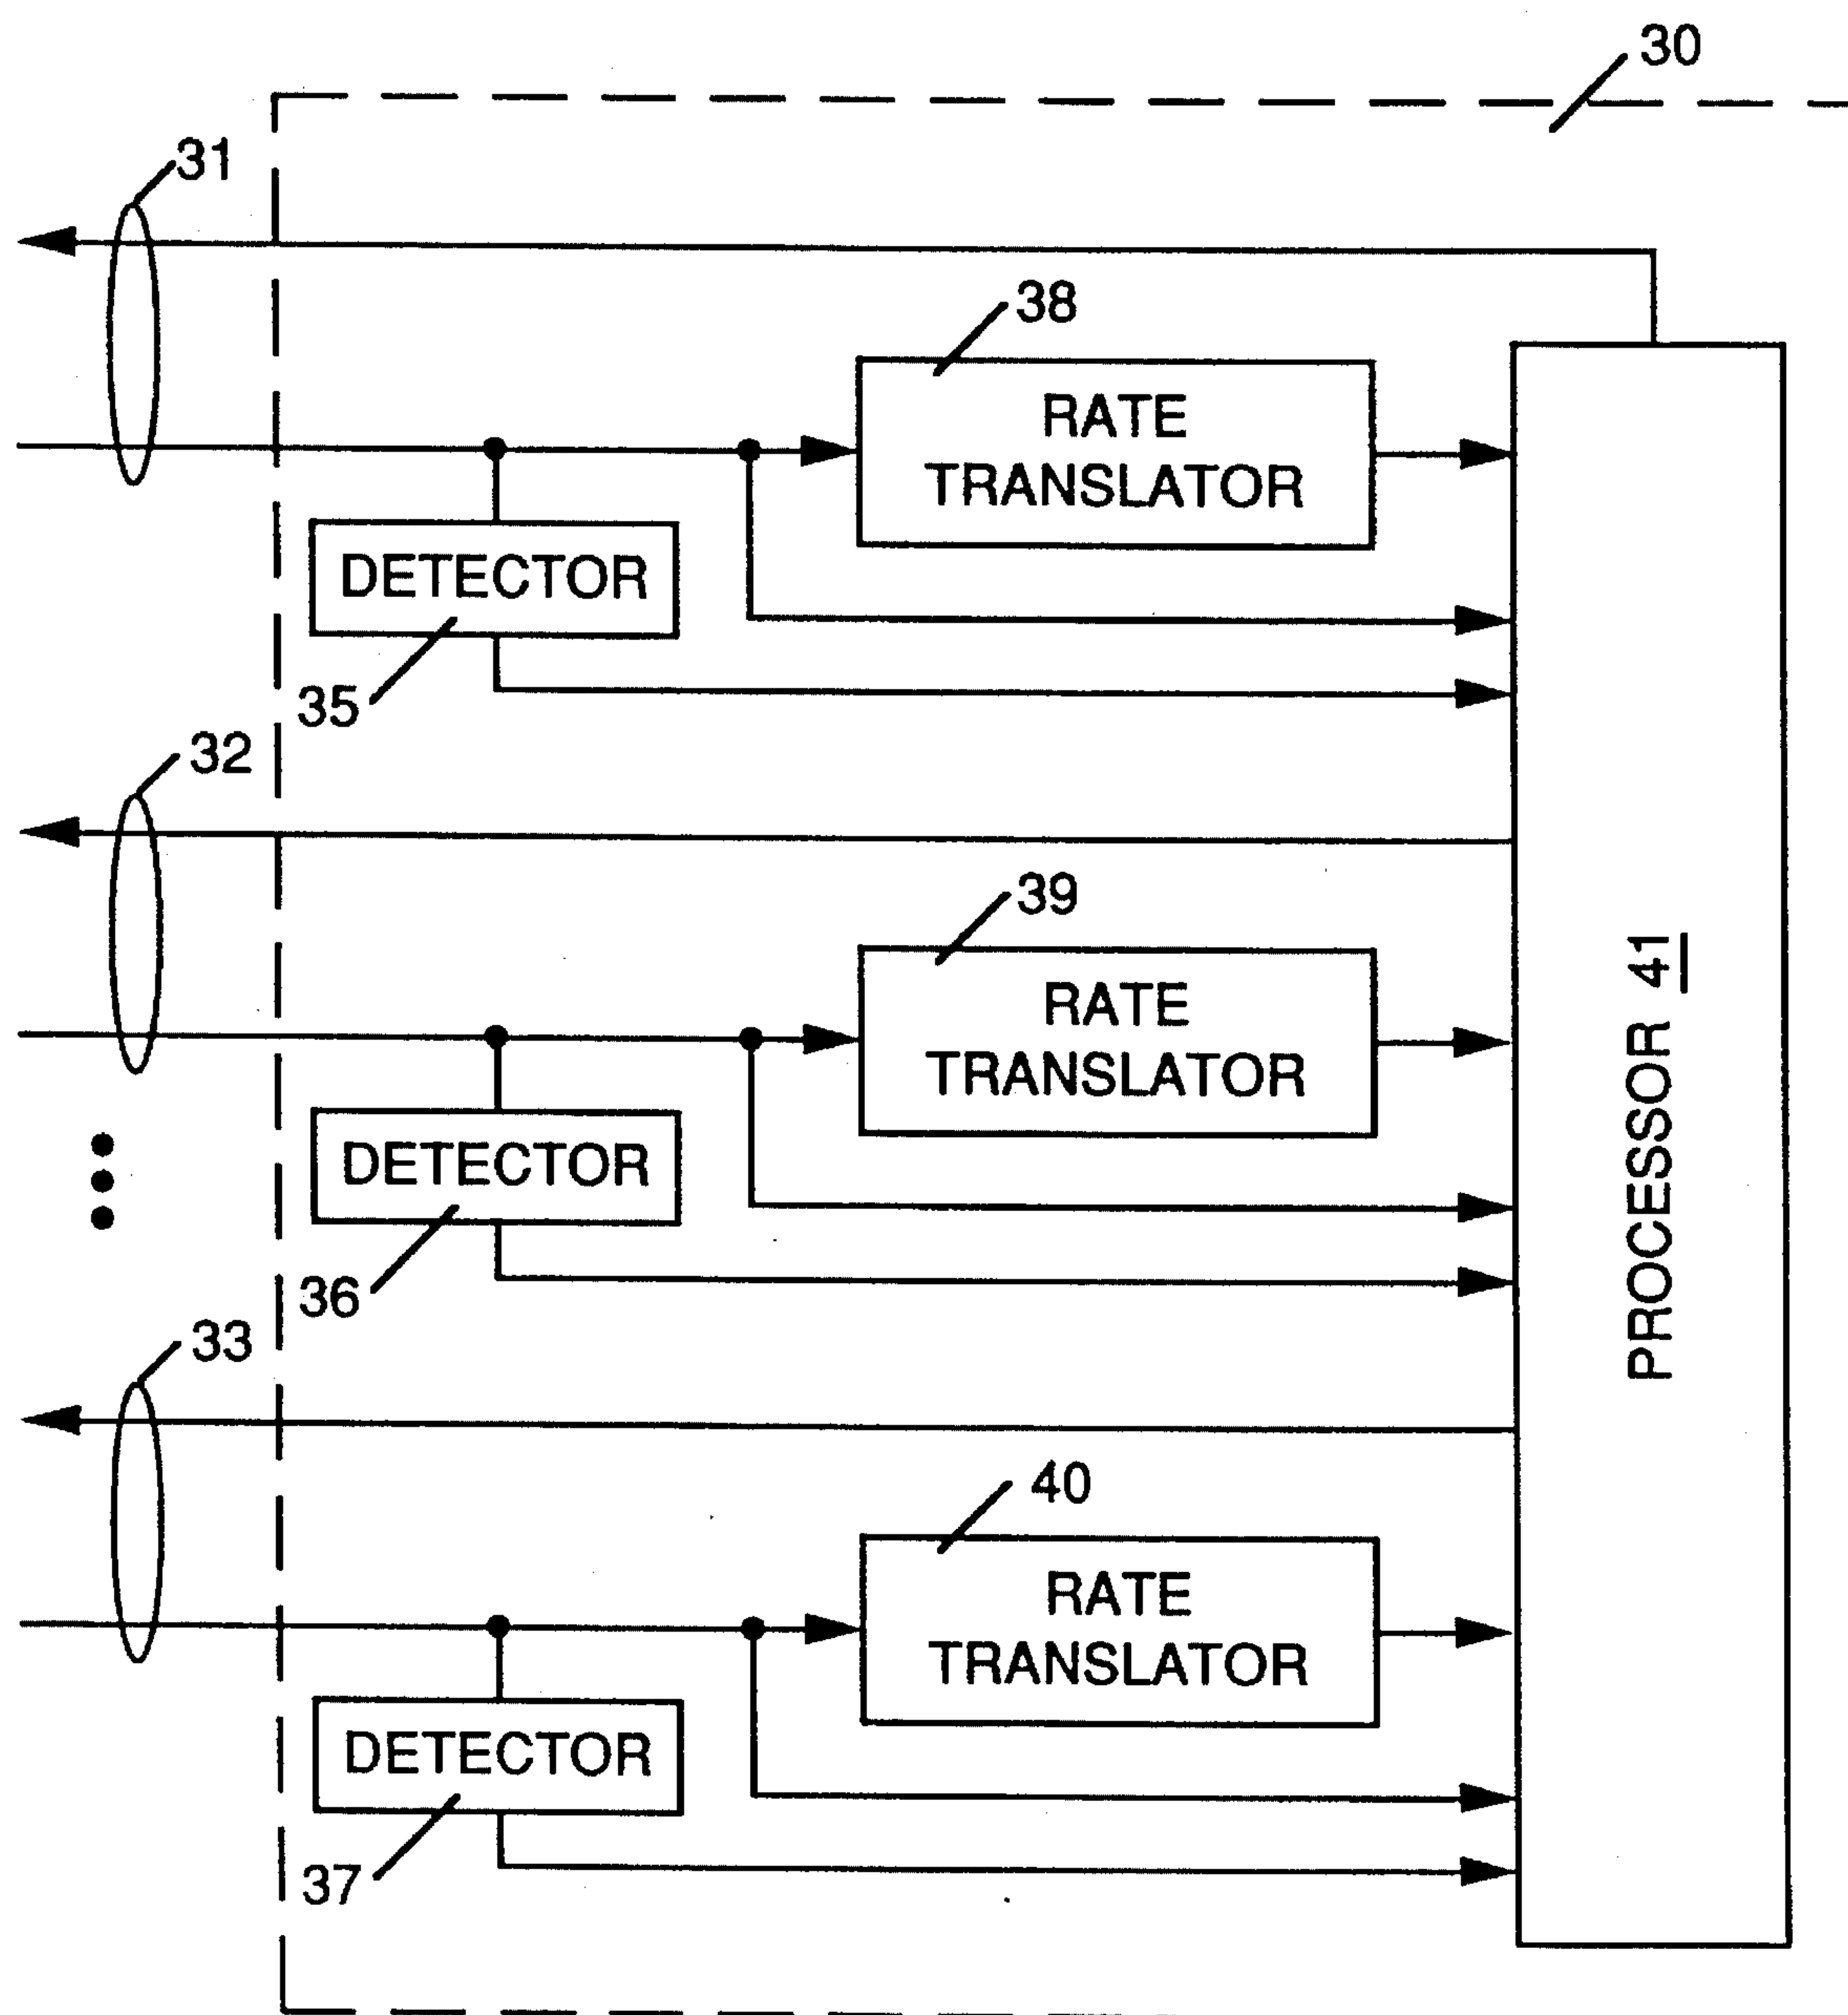 30
31
38
RATE
TRANSLATOR
DETECTOR
35
32
39
RATE
TRANSLATOR
DETECTOR
36
PROCESSOR 41
33
40
RATE
TRANSLATOR
DETECTOR
37